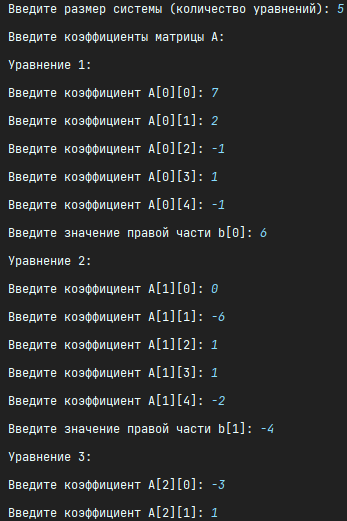 Введите размер системы (количество уравнений): 5
Введите коэффициенты матрицы A:
Уравнение 1:
Введите коэффициент A[0][0]: 7
Введите коэффициент A[0][1]: 2
Введите коэффициент A[0][2]: -1
Введите коэффициент A[0][3]: 1
Введите коэффициент A[0][4]: -1
Введите значение правой части b[0]: 6
Уравнение 2:
Введите коэффициент A[1][0]: 0
Введите коэффициент A[1][1]: -6
Введите коэффициент A[1][2]: 1
Введите коэффициент A[1][3]: 1
Введите коэффициент A[1][4]: -2
Введите значение правой части b[1]: -4
Уравнение 3:
Введите коэффициент A[2][0]: -3
Введите коэффициент A[2][1]: 1